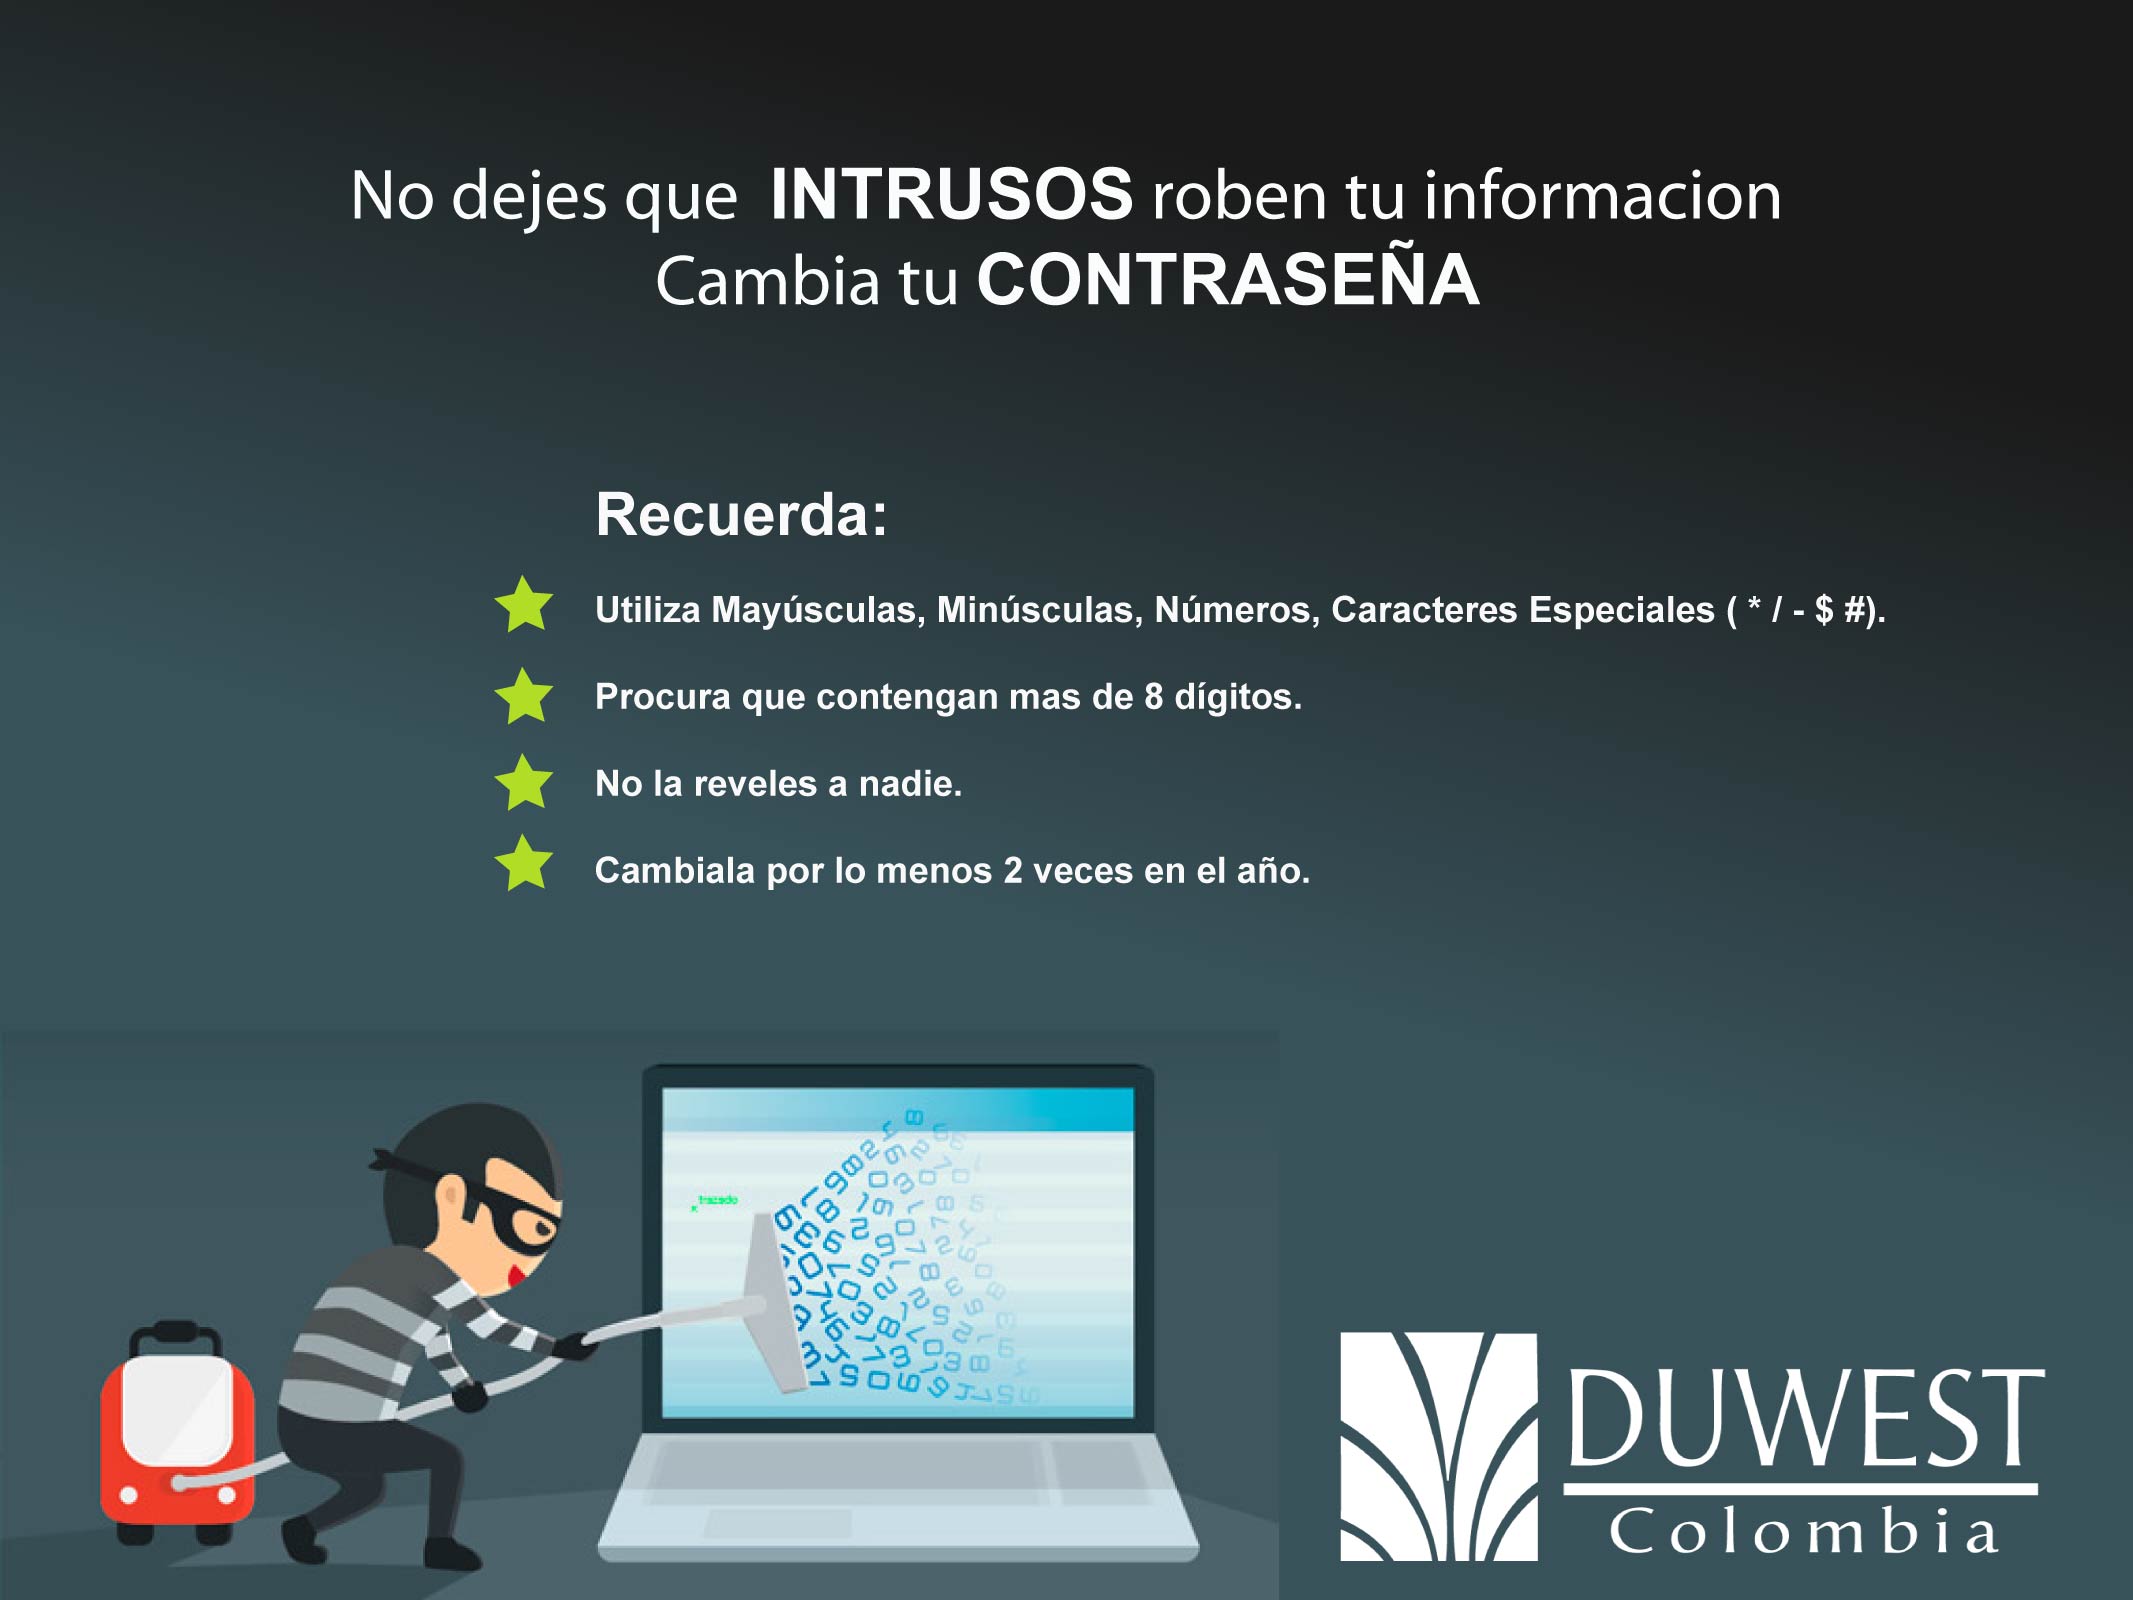 No dejes que INTRUSOS roben tu informacion
Cambia tu CONTRASEÑA
Recuerda:
Utiliza Mayúsculas, Minúsculas, Números, Caracteres Especiales ( * / - $ #).
Procura que contengan mas de 8 dígitos.
No la reveles a nadie.
Cambiala por lo menos 2 veces en el año.
trazado
DUWEST
Colombia